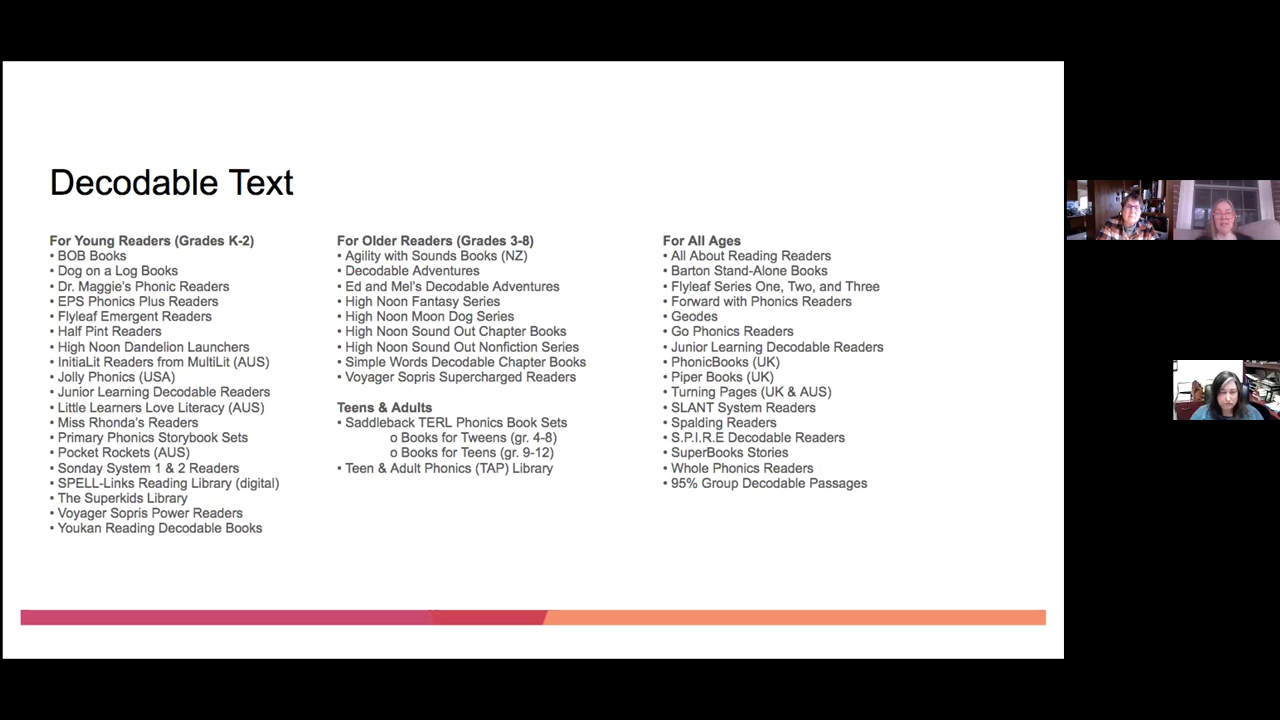 Decodable Text
For Young Readers (Grades K-2)
• BOB Books
• Dog on a Log Books
• Dr. Maggie's Phonic Readers
• EPS Phonics Plus Readers
• Flyleaf Emergent Readers
• Half Pint Readers
• High Noon Dandelion Launchers
• InitiaLit Readers from MultiLit (AUS)
• Jolly Phonics (USA)
• Junior Learning Decodable Readers
• Little Learners Love Literacy (AUS)
• Miss Rhonda's Readers
• Primary Phonics Storybook Sets
• Pocket Rockets (AUS)
• Sonday System 1 & 2 Readers
• SPELL-Links Reading Library (digital)
• The Superkids Library
• Voyager Sopris Power Readers
• Youkan Reading Decodable Books
For Older Readers (Grades 3-8)
• Agility with Sounds Books (NZ)
• Decodable Adventures
• Ed and Mel's Decodable Adventures
• High Noon Fantasy Series
• High Noon Moon Dog Series
• High Noon Sound Out Chapter Books
• High Noon Sound Out Nonfiction Series
• Simple Words Decodable Chapter Books
• Voyager Sopris Supercharged Readers
Teens & Adults
• Saddleback TERL Phonics Book Sets
o Books for Tweens (gr. 4-8)
o Books for Teens (gr. 9-12)
• Teen & Adult Phonics (TAP) Library
For All Ages
• All About Reading Readers
• Barton Stand-Alone Books
• Flyleaf Series One, Two, and Three
• Forward with Phonics Readers
• Geodes
• Go Phonics Readers
• Junior Learning Decodable Readers
• PhonicBooks (UK)
• Piper Books (UK)
• Turning Pages (UK & AUS)
• SLANT System Readers
• Spalding Readers
• S.P.I.R.E Decodable Readers
• SuperBooks Stories
• Whole Phonics Readers
• 95% Group Decodable Passages